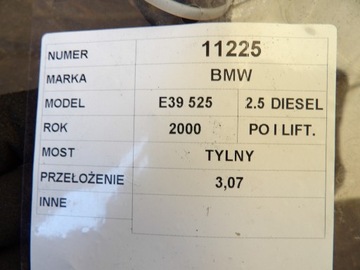 NUMER 11225
MARKA BMW
MODEL E39 525 2.5 DIESEL
ROK 2000 PO I LIFT.
MOST TYLNY
PRZEŁOŻENIE 3,07
INNE